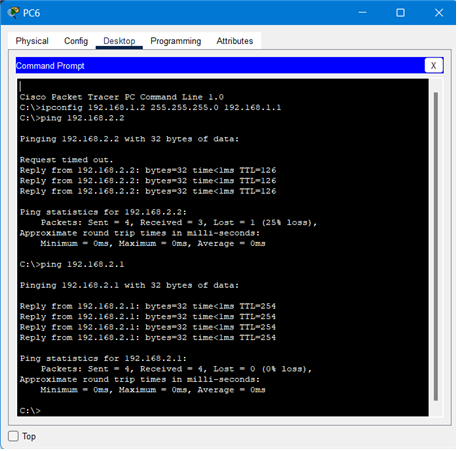 PC6
Physical Config Desktop Programming Attributes
Command Prompt X
Cisco Packet Tracer PC Command Line 1.0
C:\>ipconfig 192.168.1.2 255.255.255.0 192.168.1.1
C:\>ping 192.168.2.2
Pinging 192.168.2.2 with 32 bytes of data:
Request timed out.
Reply from 192.168.2.2: bytes=32 time<1ms TTL=126
Reply from 192.168.2.2: bytes=32 time<1ms TTL=126
Reply from 192.168.2.2: bytes=32 time<1ms TTL=126
Ping statistics for 192.168.2.2:
Packets: Sent = 4, Received = 3, Lost = 1 (25% loss),
Approximate round trip times in milli-seconds:
Minimum = 0ms, Maximum = 0ms, Average = 0ms
C:\>ping 192.168.2.1
Pinging 192.168.2.1 with 32 bytes of data:
Reply from 192.168.2.1: bytes=32 time<1ms TTL=254
Reply from 192.168.2.1: bytes=32 time<1ms TTL=254
Reply from 192.168.2.1: bytes=32 time<1ms TTL=254
Reply from 192.168.2.1: bytes=32 time<1ms TTL=254
Ping statistics for 192.168.2.1:
Packets: Sent = 4, Received = 4, Lost = 0 (0% loss),
Approximate round trip times in milli-seconds:
Minimum = 0ms, Maximum = 0ms, Average = 0ms
C:\>
Top